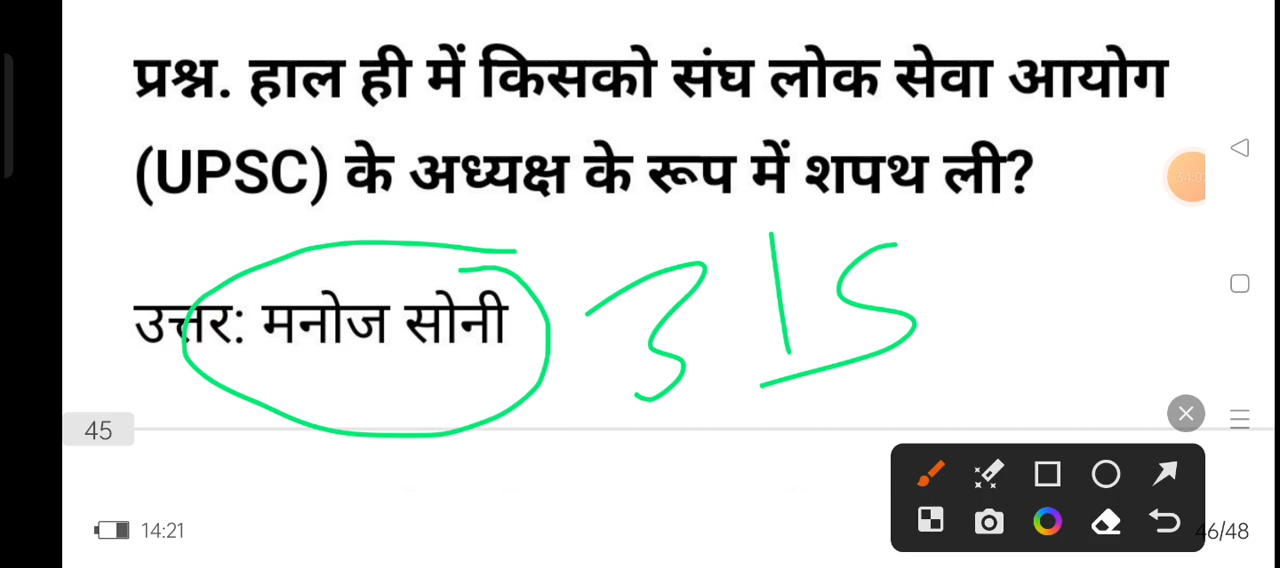 प्रश्न. हाल ही में किसको संघ लोक सेवा आयोग
(UPSC) के अध्यक्ष के रूप में शपथ ली?
उत्तर: मनोज सोनी
315
45
14:21
46/48